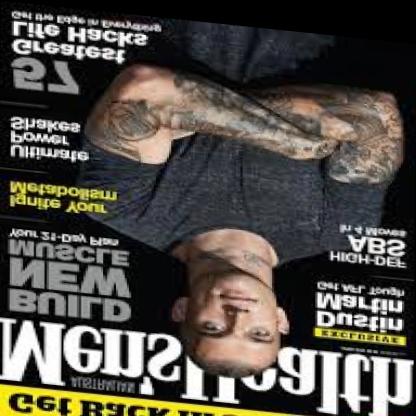 Get Back in
Men'sHealth
AUSTRALIAN
BUILD
NEW
MUSCLE
Your 21-Day Plan
Ignite Your
Metabolism
Ultimate
Power
Shakes
57
Greatest
Life Hacks
Get the Edge in Everything
EXCLUSIVE
Dustin
Martin
Get AFL Tough
HIGH-DEF
ABS
In 4 Moves